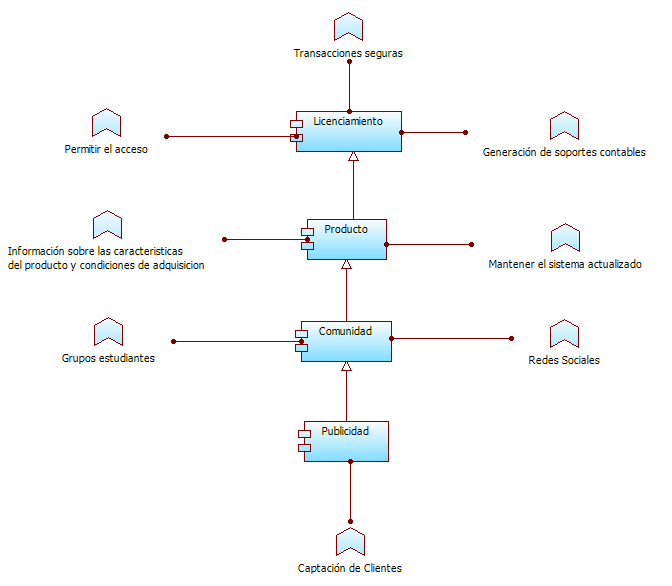 Transacciones seguras
Licenciamiento
Permitir el acceso
Generación de soportes contables
Producto
Información sobre las caracteristicas
del producto y condiciones de adquisicion
Mantener el sistema actualizado
Comunidad
Grupos estudiantes
Redes Sociales
Publicidad
Captación de Clientes